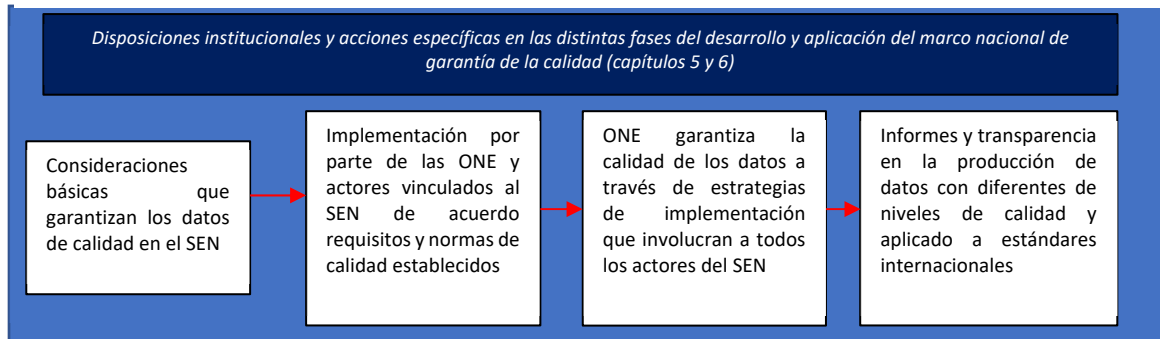 Disposiciones institucionales y acciones específicas en las distintas fases del desarrollo y aplicación del marco nacional de
garantía de la calidad (capítulos 5 y 6)
Consideraciones
básicas que
garantizan los datos
de calidad en el SEN
Implementación por
parte de las ONE y
actores vinculados al
SEN de acuerdo
requisitos y normas de
calidad establecidos
ONE garantiza la
calidad de los datos a
través de estrategias
de implementación
que involucran a todos
los actores del SEN
Informes y transparencia
en la producción de
datos con diferentes de
niveles de calidad y
aplicado a estándares
internacionales